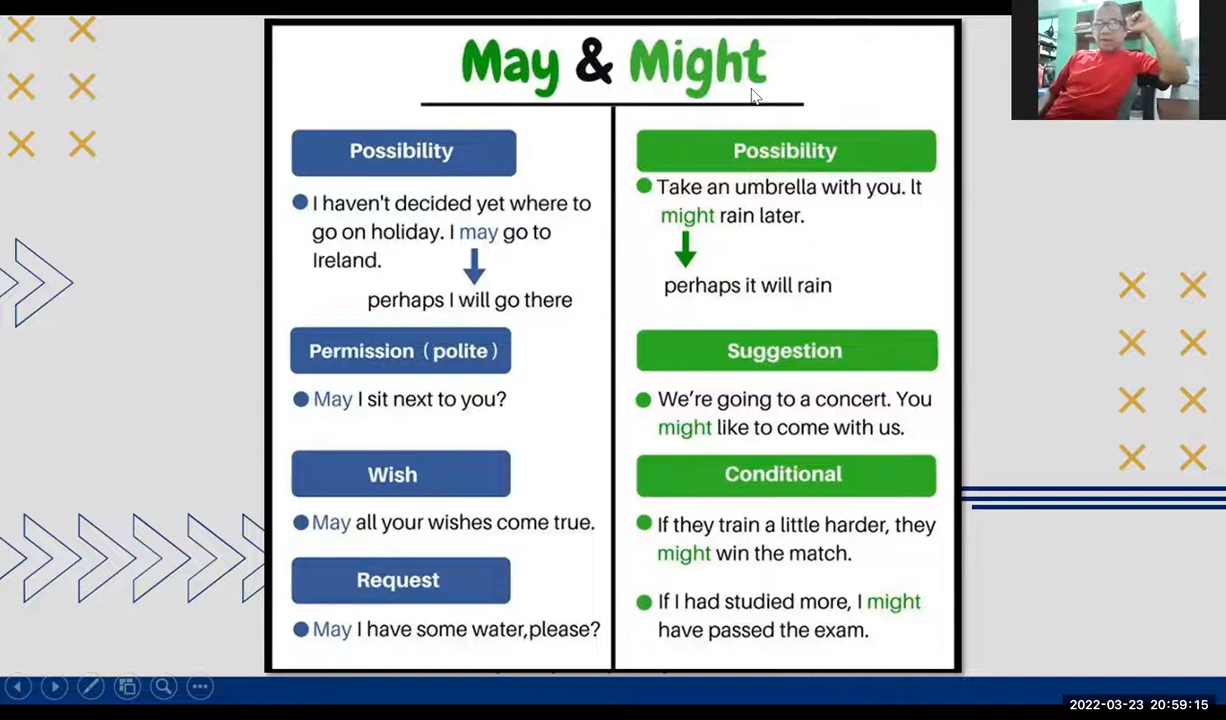 May & Might
Possibility
I haven't decided yet where to
go on holiday. I may go to
Ireland.
perhaps I will go there
Permission (polite)
May I sit next to you?
Wish
May all your wishes come true.
Request
May I have some water,please?
Possibility
Take an umbrella with you. It
might rain later.
perhaps it will rain
Suggestion
We’re going to a concert. You
might like to come with us.
Conditional
If they train a little harder, they
might win the match.
If I had studied more, I might
have passed the exam.
2022-03-23 20:59:15